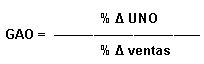 % Δ UNO
GAO =
% Δ ventas